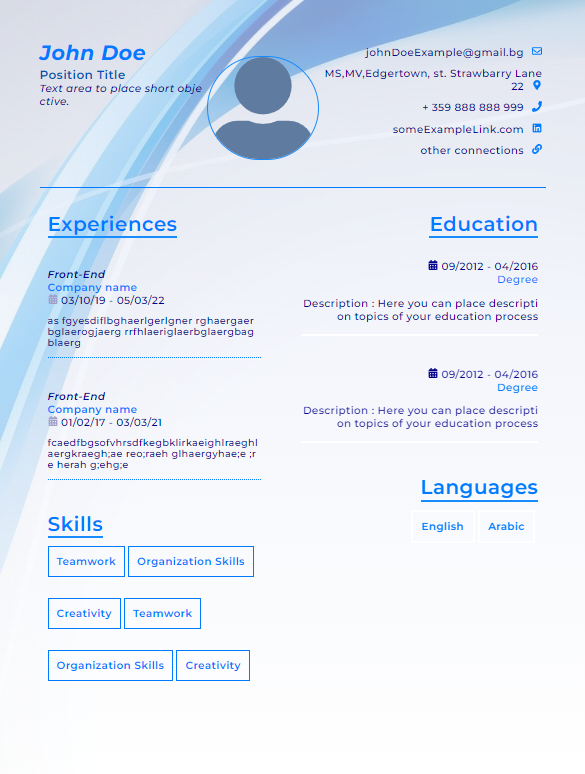 John Doe
Position Title
Text area to place short obje
ctive.
johnDoeExample@gmail.bg
MS,MV,Edgertown, st. Strawbarry Lane
22
+ 359 888 888 999
someExampleLink.com
other connections
Experiences
Front-End
Company name
03/10/19 - 05/03/22
as fgyesdiflbghaerlgerlgner rghaergaer
bglaerogjaerg rrfhlaeriglaerbglaergbag
blaerg
Front-End
Company name
01/02/17 - 03/03/21
fcaedfbgsofvhrsdfkegbklirkaeighlraeghl
aergkraegh;ae reo;raeh glhaergyhae;e ;r
e herah g;ehg;e
Skills
Teamwork Organization Skills
Creativity Teamwork
Organization Skills Creativity
Education
09/2012 - 04/2016
Degree
Description : Here you can place descripti
on topics of your education process
09/2012 - 04/2016
Degree
Description : Here you can place descripti
on topics of your education process
Languages
English Arabic